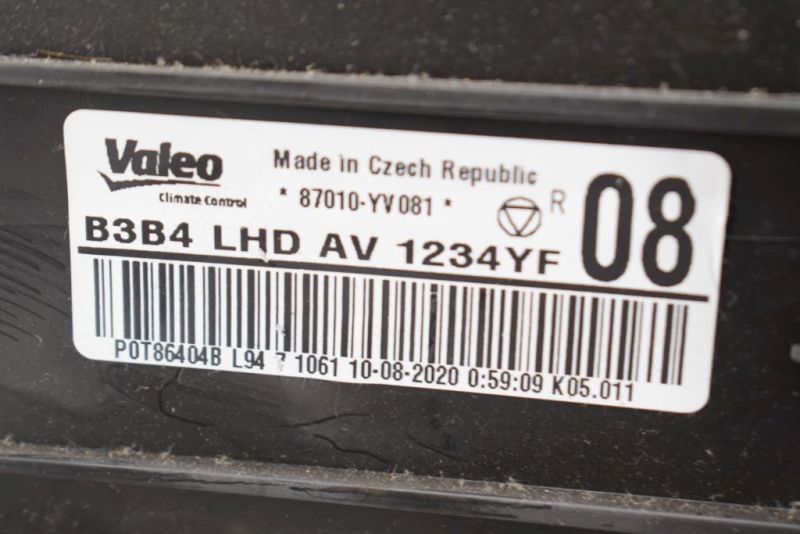 Valeo
Climate Control
Made in Czech Republic
* 87010-YV081 *
R
08
B3B4 LHD AV 1234YF
P0T86404B L94 7 1061 10-08-2020 0:59:09 K05.011